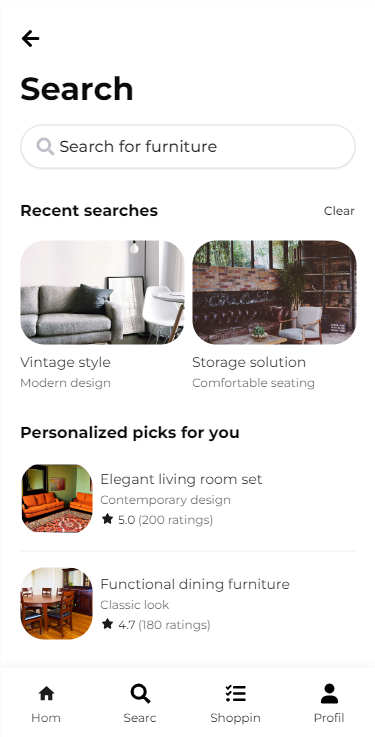 Search
Search for furniture
Recent searches
Clear
Vintage style
Storage solution
Modern design
Comfortable seating
Personalized picks for you
Elegant living room set
Contemporary design
5.0 (200 ratings)
Functional dining furniture
Classic look
4.7 (180 ratings)
Hom
Searc
Shoppin
Profil